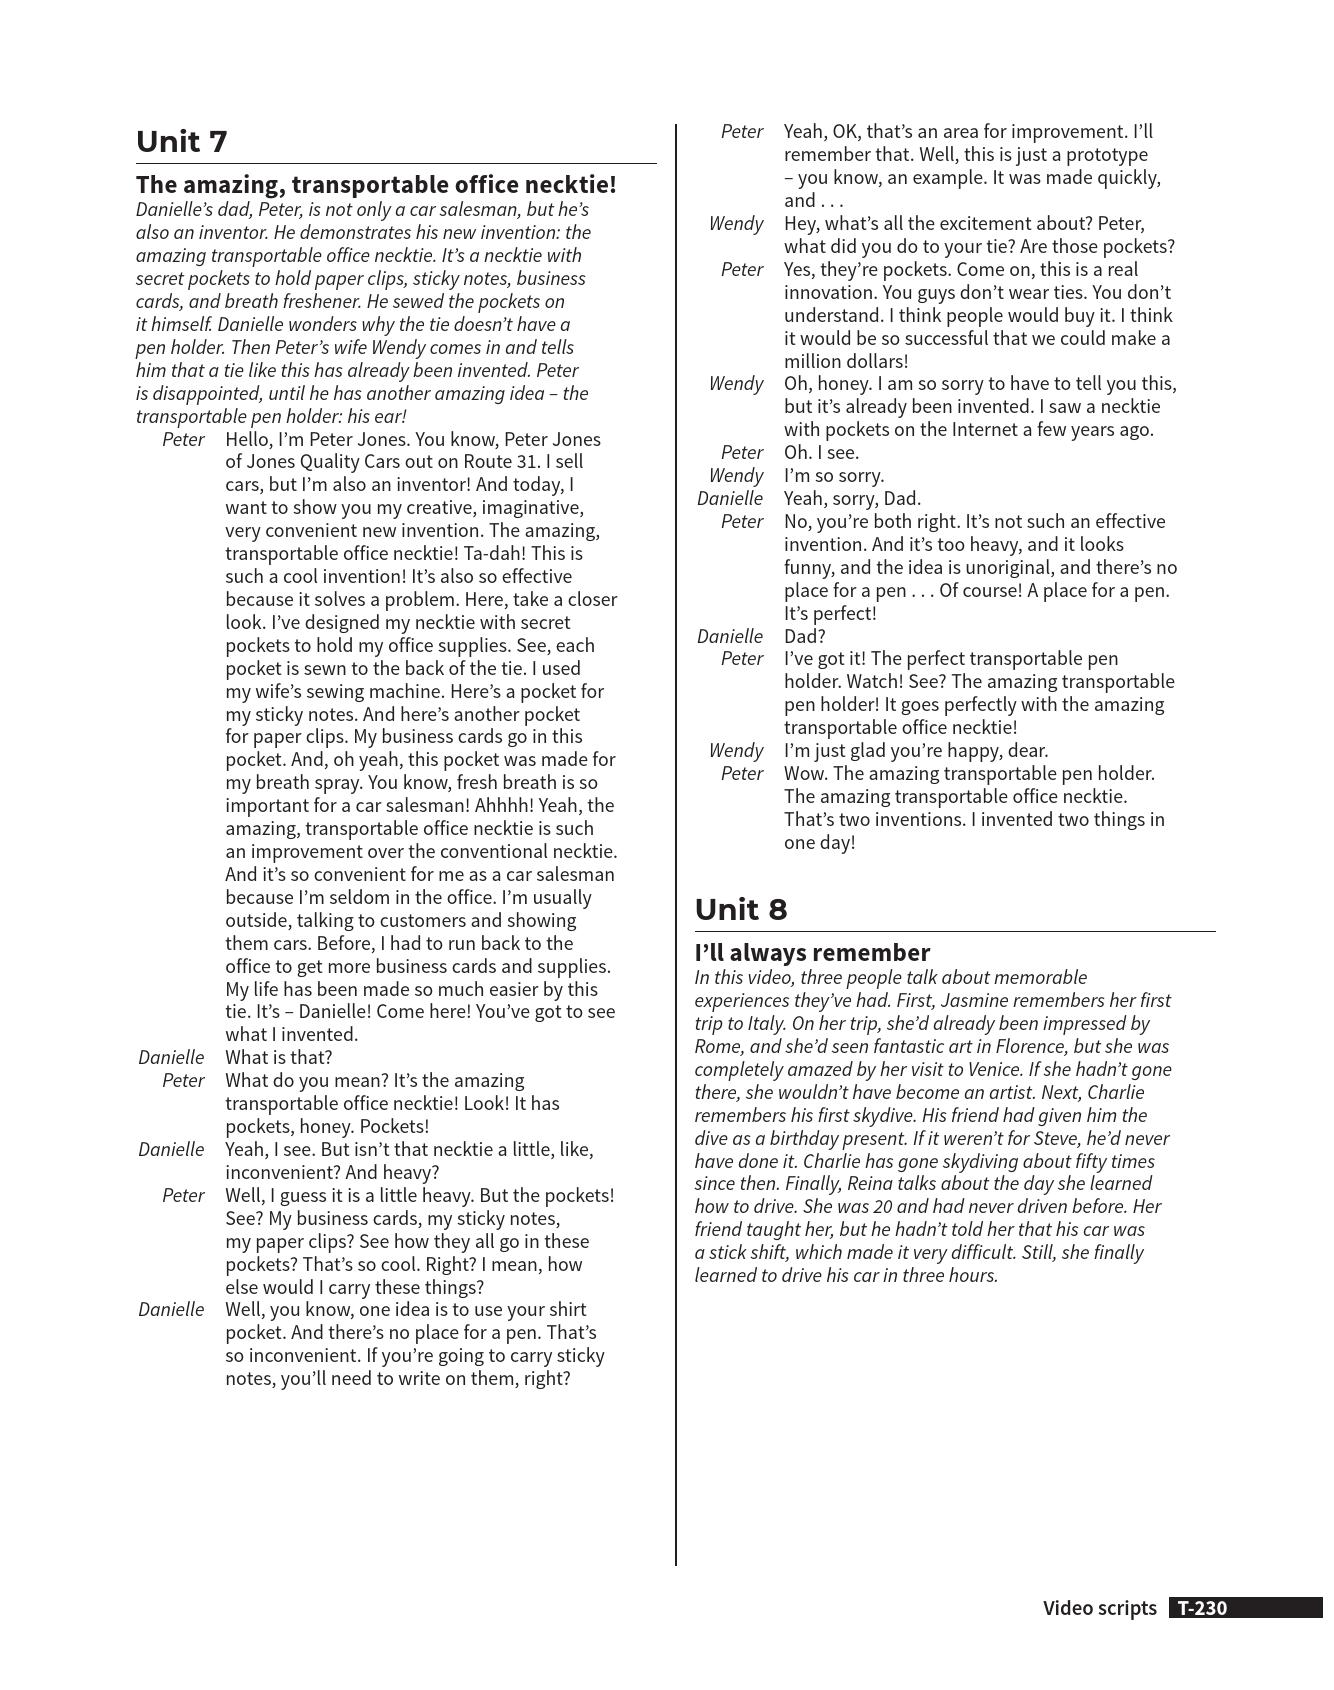 Unit 7
The amazing, transportable office necktie!
Danielle's dad, Peter, is not only a car salesman, but he's
also an inventor. He demonstrates his new invention: the
amazing transportable office necktie. It's a necktie with
secret pockets to hold paper clips, sticky notes, business
cards, and breath freshener. He sewed the pockets on
it himself. Danielle wonders why the tie doesn't have a
pen holder. Then Peter's wife Wendy comes in and tells
him that a tie like this has already been invented. Peter
is disappointed, until he has another amazing idea – the
transportable pen holder: his ear!
Peter Hello, I'm Peter Jones. You know, Peter Jones
of Jones Quality Cars out on Route 31. I sell
cars, but I'm also an inventor! And today, I
want to show you my creative, imaginative,
very convenient new invention. The amazing,
transportable office necktie! Ta-dah! This is
such a cool invention! It's also so effective
because it solves a problem. Here, take a closer
look. I've designed my necktie with secret
pockets to hold my office supplies. See, each
pocket is sewn to the back of the tie. I used
my wife's sewing machine. Here's a pocket for
my sticky notes. And here's another pocket
for paper clips. My business cards go in this
pocket. And, oh yeah, this pocket was made for
my breath spray. You know, fresh breath is so
important for a car salesman! Ahhhh! Yeah, the
amazing, transportable office necktie is such
an improvement over the conventional necktie.
And it's so convenient for me as a car salesman
because I'm seldom in the office. I'm usually
outside, talking to customers and showing
them cars. Before, I had to run back to the
office to get more business cards and supplies.
My life has been made so much easier by this
tie. It's – Danielle! Come here! You've got to see
what I invented.
Danielle What is that?
Peter What do you mean? It's the amazing
transportable office necktie! Look! It has
pockets, honey. Pockets!
Danielle Yeah, I see. But isn't that necktie a little, like,
inconvenient? And heavy?
Peter Well, I guess it is a little heavy. But the pockets!
See? My business cards, my sticky notes,
my paper clips? See how they all go in these
pockets? That's so cool. Right? I mean, how
else would I carry these things?
Danielle Well, you know, one idea is to use your shirt
pocket. And there's no place for a pen. That's
so inconvenient. If you're going to carry sticky
notes, you'll need to write on them, right?
Peter Yeah, OK, that's an area for improvement. I'll
remember that. Well, this is just a prototype
– you know, an example. It was made quickly,
and . . .
Wendy Hey, what's all the excitement about? Peter,
what did you do to your tie? Are those pockets?
Peter Yes, they're pockets. Come on, this is a real
innovation. You guys don't wear ties. You don't
understand. I think people would buy it. I think
it would be so successful that we could make a
million dollars!
Wendy Oh, honey. I am so sorry to have to tell you this,
but it's already been invented. I saw a necktie
with pockets on the Internet a few years ago.
Peter Oh. I see.
Wendy I'm so sorry.
Danielle Yeah, sorry, Dad.
Peter No, you're both right. It's not such an effective
invention. And it's too heavy, and it looks
funny, and the idea is unoriginal, and there's no
place for a pen . . . Of course! A place for a pen.
It's perfect!
Danielle Dad?
Peter I've got it! The perfect transportable pen
holder. Watch! See? The amazing transportable
pen holder! It goes perfectly with the amazing
transportable office necktie!
Wendy I'm just glad you're happy, dear.
Peter Wow. The amazing transportable pen holder.
The amazing transportable office necktie.
That's two inventions. I invented two things in
one day!
Unit 8
I'll always remember
In this video, three people talk about memorable
experiences they've had. First, Jasmine remembers her first
trip to Italy. On her trip, she'd already been impressed by
Rome, and she'd seen fantastic art in Florence, but she was
completely amazed by her visit to Venice. If she hadn't gone
there, she wouldn't have become an artist. Next, Charlie
remembers his first skydive. His friend had given him the
dive as a birthday present. If it weren't for Steve, he'd never
have done it. Charlie has gone skydiving about fifty times
since then. Finally, Reina talks about the day she learned
how to drive. She was 20 and had never driven before. Her
friend taught her, but he hadn't told her that his car was
a stick shift, which made it very difficult. Still, she finally
learned to drive his car in three hours.
Video scripts T-230